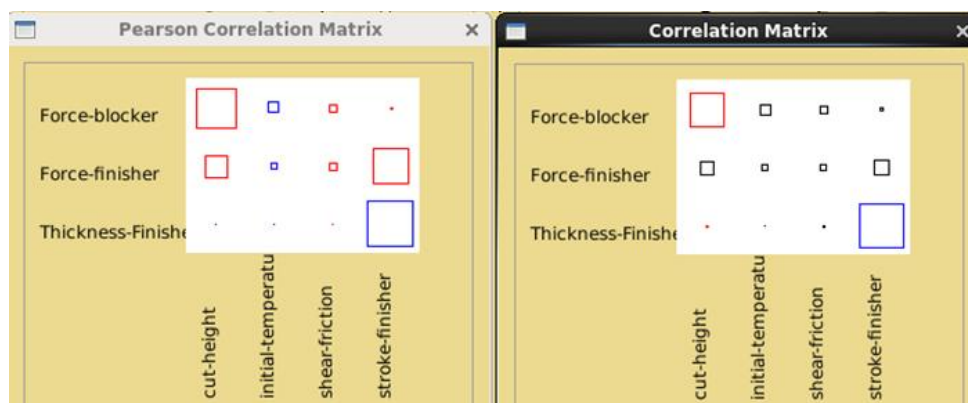 Pearson Correlation Matrix
Force-blocker
Force-finisher
Thickness-Finishe
cut-height
initial-temperatu
shear-friction
stroke-finisher
Correlation Matrix
Force-blocker
Force-finisher
Thickness-Finishe
cut-height
initial-temperatu
shear-friction
stroke-finisher